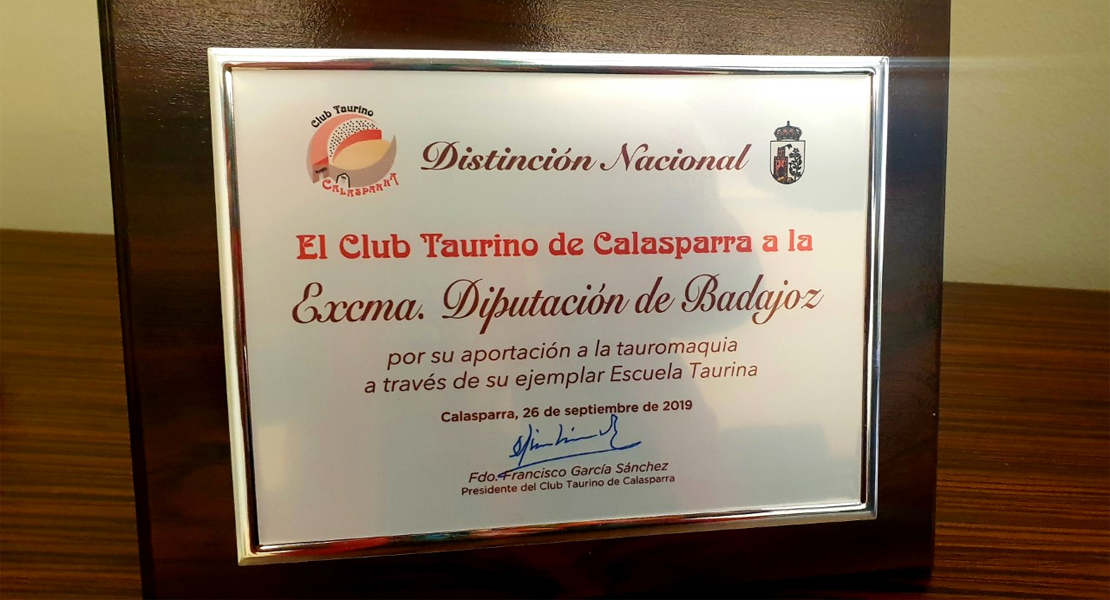 Club Taurino
CALASPARRA
Distinción Nacional
El Club Taurino de Calasparra a la
Excma. Diputación de Badajoz
por su aportación a la tauromaquia
a través de su ejemplar Escuela Taurina
Calasparra, 26 de septiembre de 2019
Fdo. Francisco García Sánchez
Presidente del Club Taurino de Calasparra